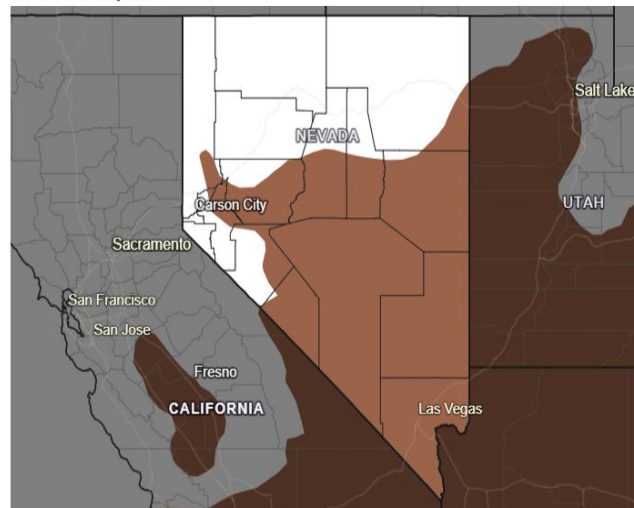 Salt Lake
NEVADA
Carson City
UTAH
Sacramento
San Francisco
San Jose
Fresno
CALIFORNIA
Las Vegas